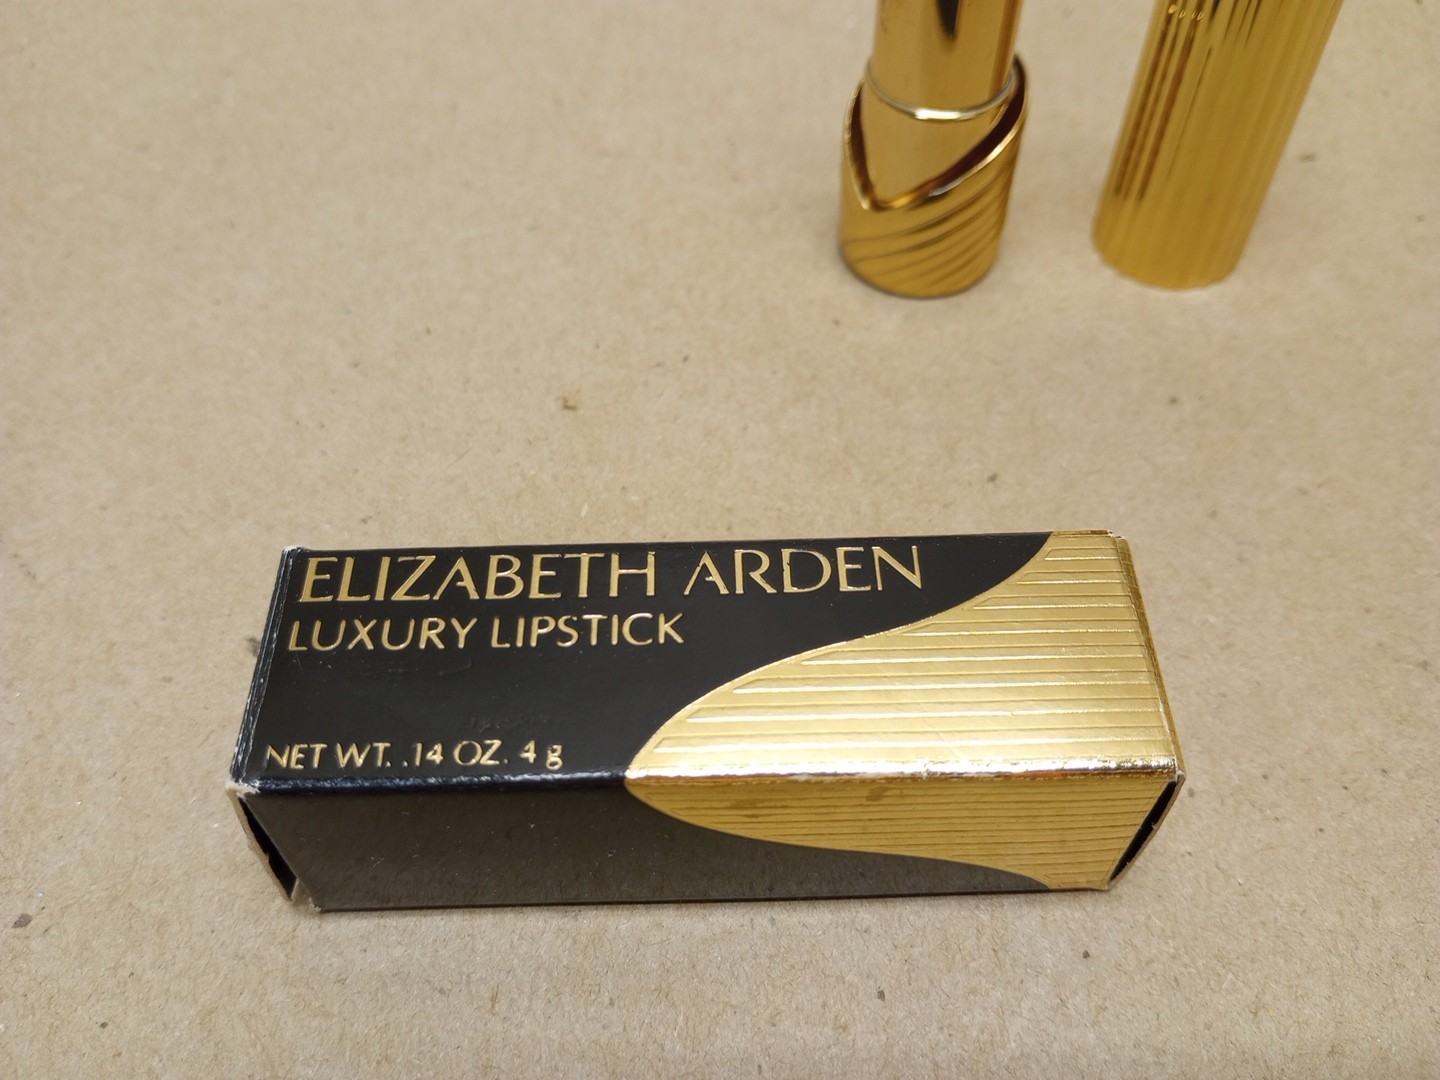 ELIZABETH ARDEN
LUXURY LIPSTICK
NET WT. .14 OZ. 4 g